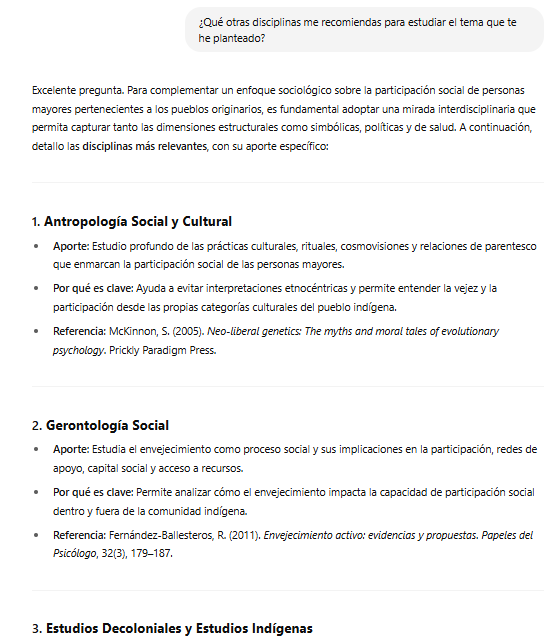 ¿Qué otras disciplinas me recomiendas para estudiar el tema que te
he planteado?
Excelente pregunta. Para complementar un enfoque sociológico sobre la participación social de personas
mayores pertenecientes a los pueblos originarios, es fundamental adoptar una mirada interdisciplinaria que
permita capturar tanto las dimensiones estructurales como simbólicas, políticas y de salud. A continuación,
detallo las disciplinas más relevantes, con su aporte específico:
1. Antropología Social y Cultural
• Aporte: Estudio profundo de las prácticas culturales, rituales, cosmovisiones y relaciones de parentesco
que enmarcan la participación social de las personas mayores.
• Por qué es clave: Ayuda a evitar interpretaciones etnocéntricas y permite entender la vejez y la
participación desde las propias categorías culturales del pueblo indígena.
• Referencia: McKinnon, S. (2005). Neo-liberal genetics: The myths and moral tales of evolutionary
psychology. Prickly Paradigm Press.
2. Gerontología Social
• Aporte: Estudia el envejecimiento como proceso social y sus implicaciones en la participación, redes de
apoyo, capital social y acceso a recursos.
• Por qué es clave: Permite analizar cómo el envejecimiento impacta la capacidad de participación social
dentro y fuera de la comunidad indígena.
• Referencia: Fernández-Ballesteros, R. (2011). Envejecimiento activo: evidencias y propuestas. Papeles del
Psicólogo, 32(3), 179–187.
3. Estudios Decoloniales y Estudios Indígenas